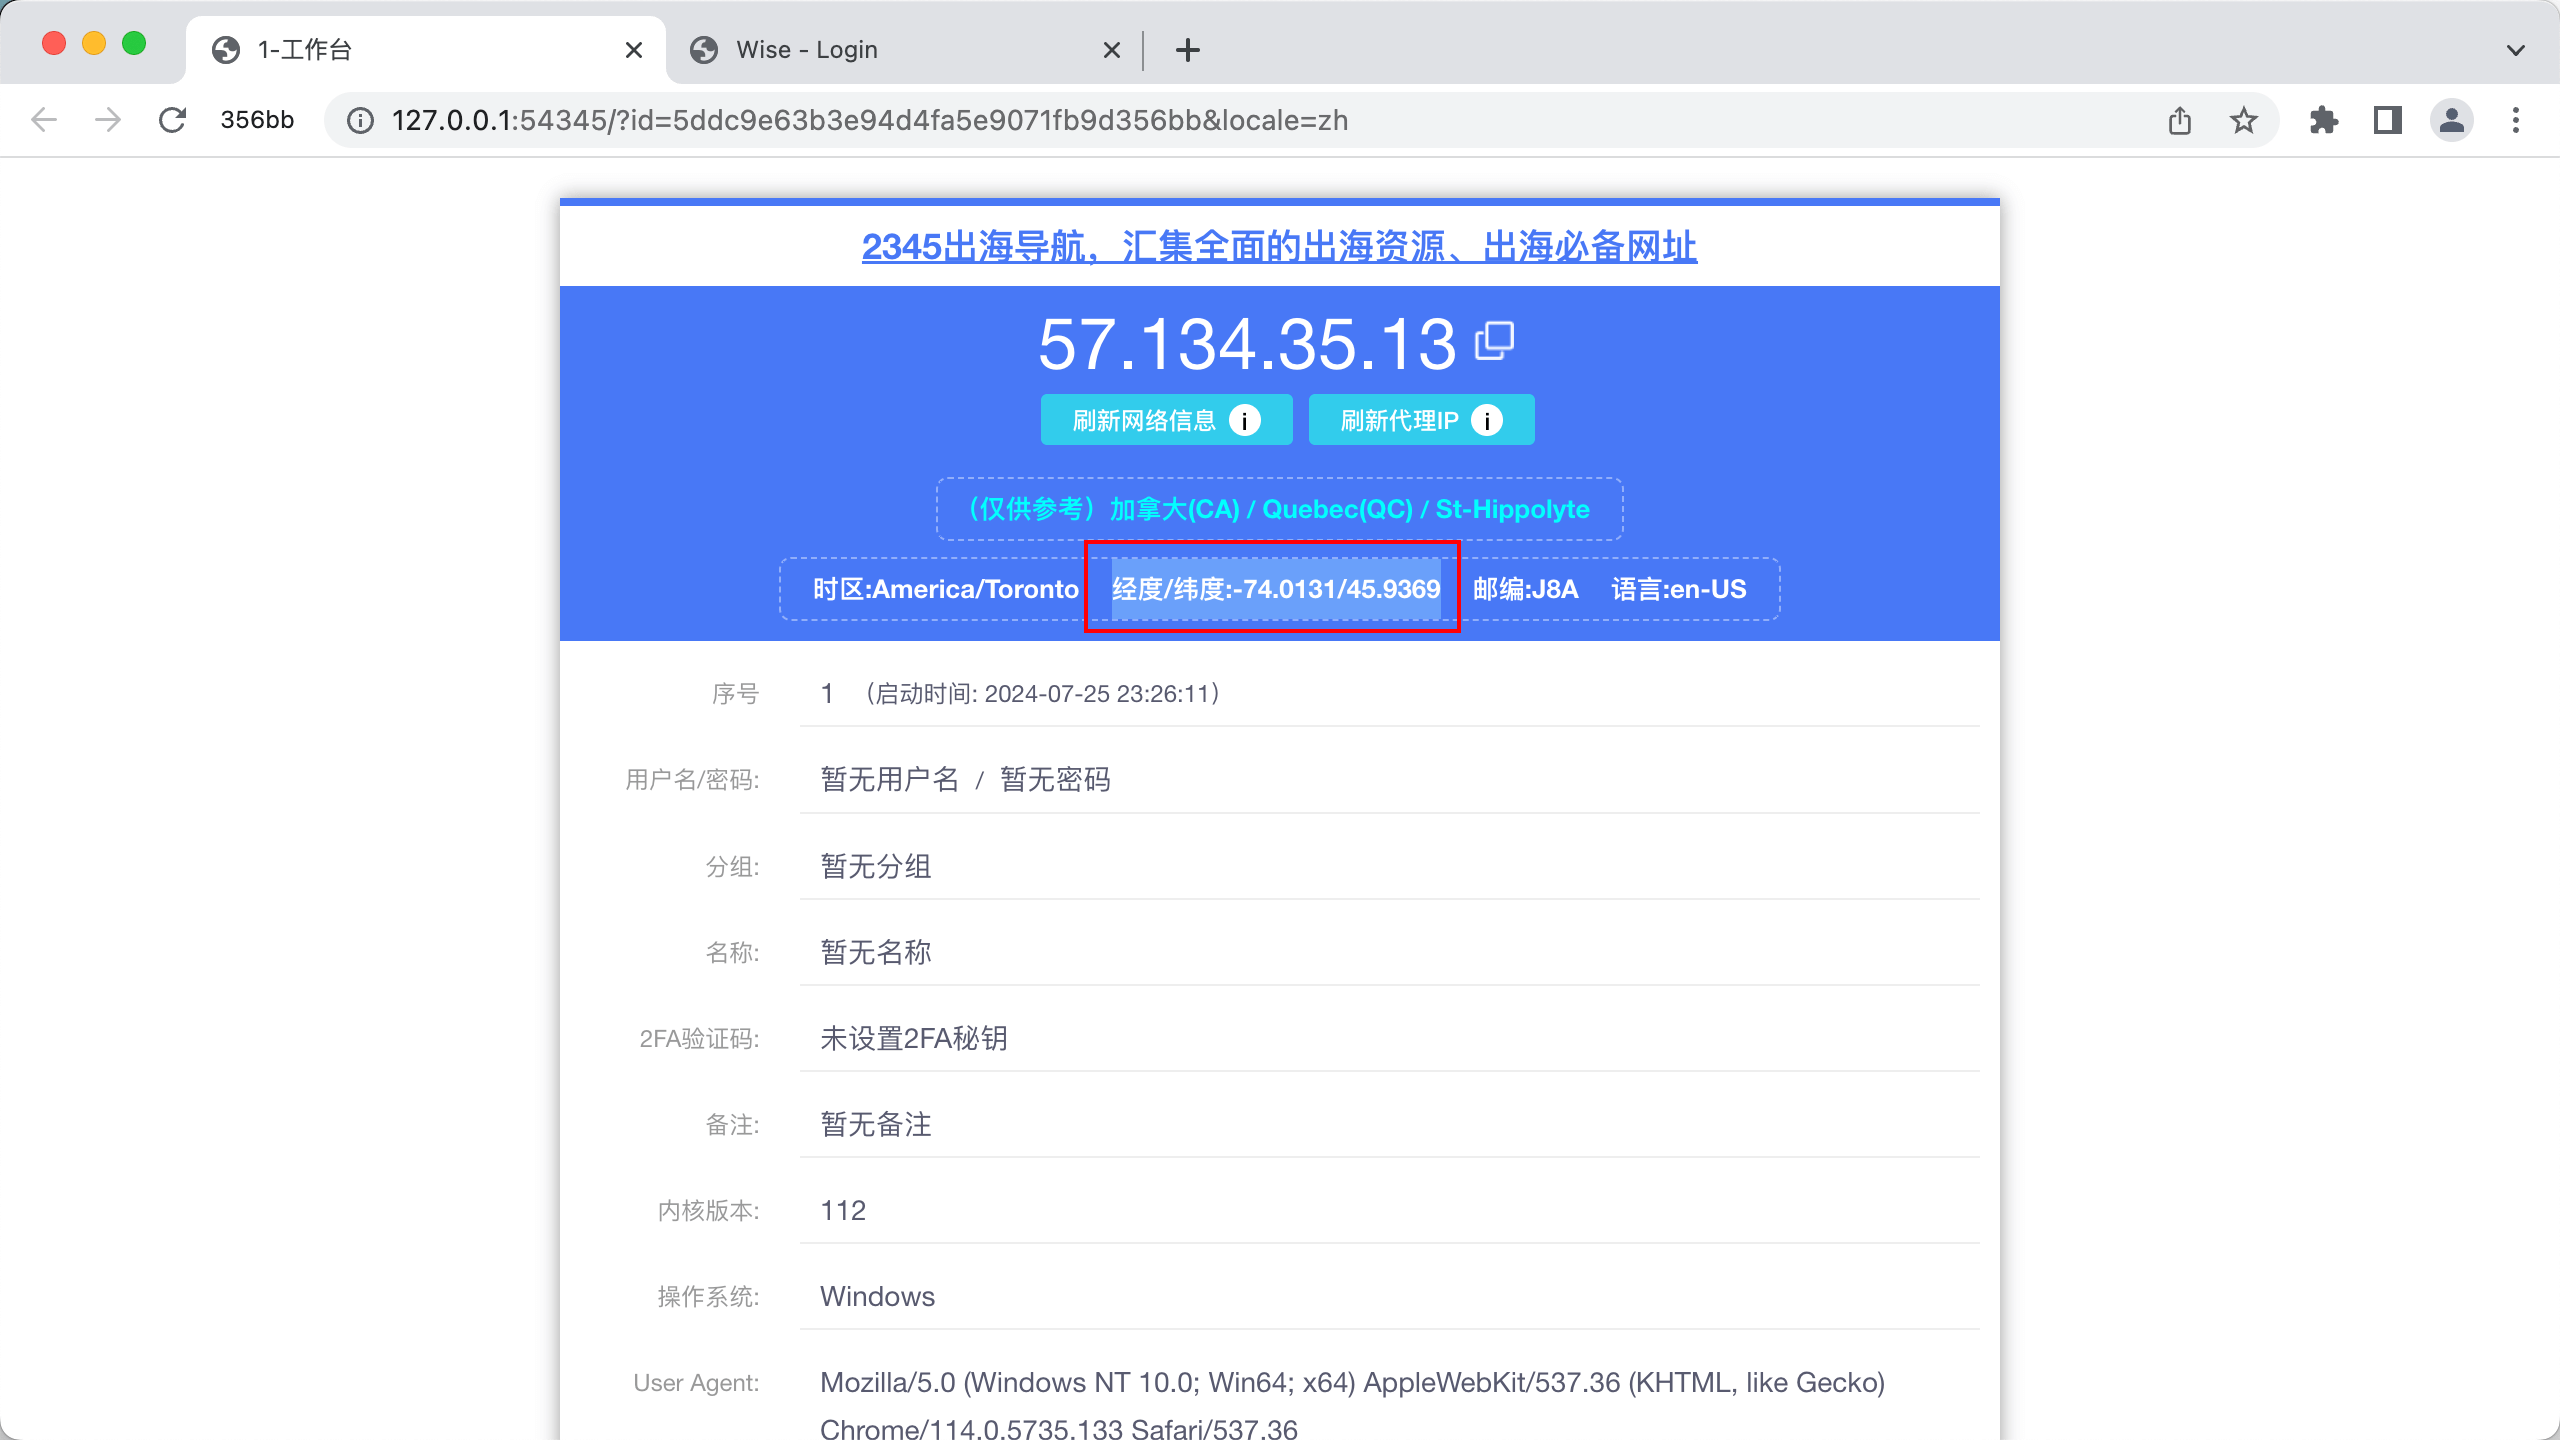 1-工作台
Wise - Login
356bb
127.0.0.1:54345/?id=5ddc9e63b3e94d4fa5e9071fb9d356bb&locale=zh
2345出海导航，汇集全面的出海资源、出海必备网址
57.134.35.13
刷新网络信息 i 刷新代理IP i
（仅供参考）加拿大(CA) / Quebec(QC) / St-Hippolyte
时区:America/Toronto 经度/纬度:-74.0131/45.9369 邮编:J8A 语言:en-US
序号 1 （启动时间: 2024-07-25 23:26:11）
用户名/密码: 暂无用户名 / 暂无密码
分组: 暂无分组
名称: 暂无名称
2FA验证码: 未设置2FA秘钥
备注: 暂无备注
内核版本: 112
操作系统: Windows
User Agent: Mozilla/5.0 (Windows NT 10.0; Win64; x64) AppleWebKit/537.36 (KHTML, like Gecko)
Chrome/114.0.5735.133 Safari/537.36